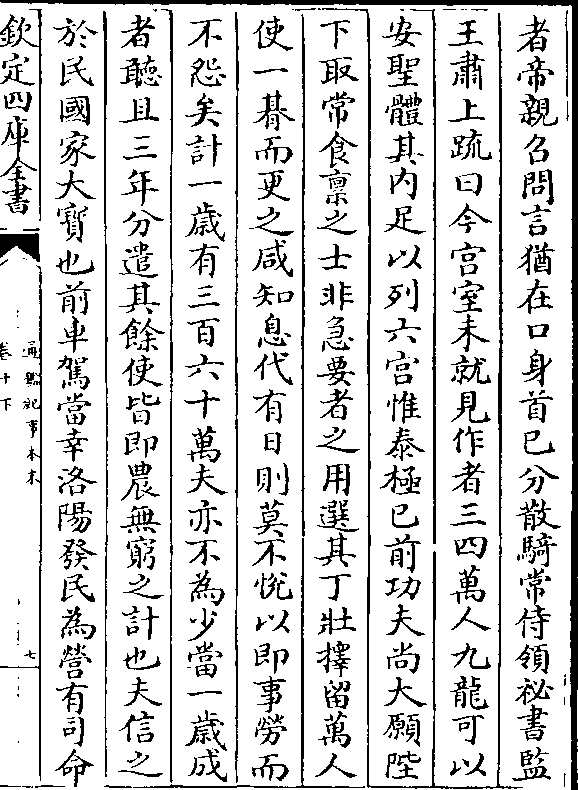 者帝親召問言猶在口身首已分散騎常侍領祕書監
王肅上疏曰今宫室未就見作者三四萬人九龍可以
安聖體其内足以列六宫惟泰極已前功夫尚大願陛
下取常食禀之士非急要者之用選其丁壯擇留萬人
使一朞而更之咸知息代有日則莫不悦以即事勞而
不怨矣計一歲有三百六十萬夫亦不為少當一歲成
者聽且三年分遣其餘使皆即農無窮之計也夫信之
於民國家大寳也前車駕當幸洛陽發民為營有司命
欽定四庫全書
通鑑紀事本末
卷十下
七